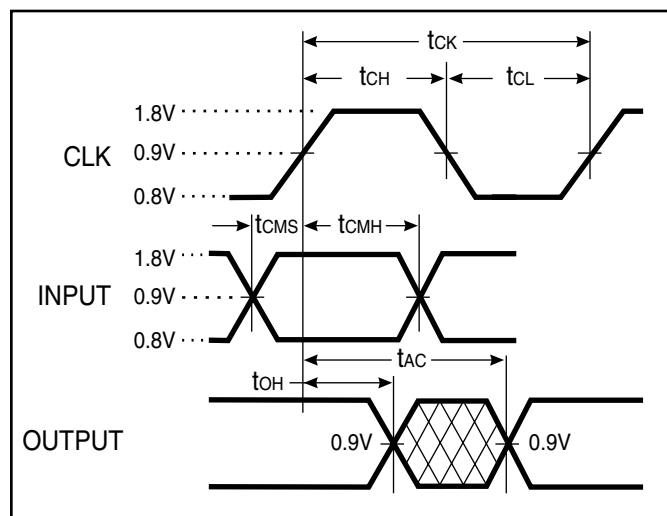 tCK
tCH tCL
1.8V
CLK 0.9V
0.8V
tCMS tCMH
1.8V
INPUT 0.9V
0.8V
tAC
tOH
OUTPUT 0.9V 0.9V